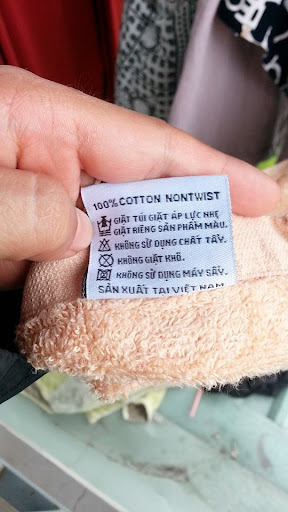 100% COTTON NONTWIST
GIẶT TÚI GIẶT ÁP LỰC NHẸ
GIẶT RIÊNG SẢN PHẨM MÀU.
KHÔNG SỬ DỤNG CHẤT TẨY.
KHÔNG GIẶT KHÔ.
KHÔNG SỬ DỤNG MÁY SẤY.
SẢN XUẤT TẠI VIỆT NAM